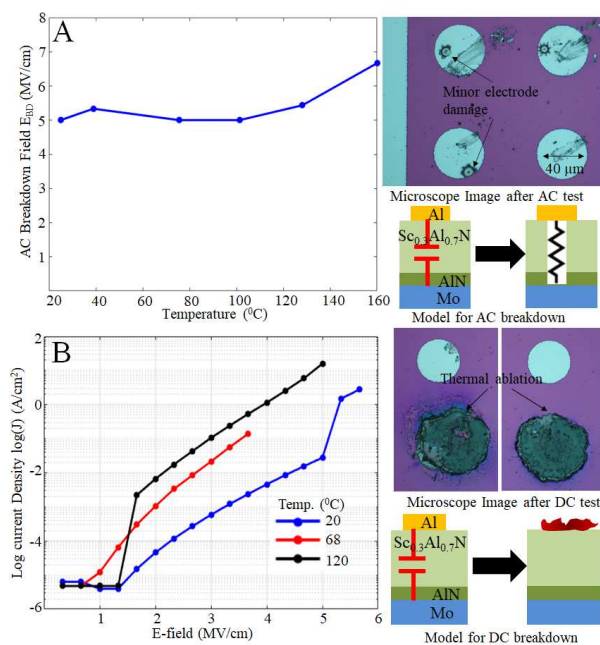 A
AC Breakdown Field E_BD (MV/cm)
8
7
6
5
4
3
2
1
20 40 60 80 100 120 140 160
Temperature (⁰C)
Minor electrode
damage
40 μm
Microscope Image after AC test
Al
Sc0.3Al0.7N
AlN
Mo
Model for AC breakdown
B
Log current Density log(J) (A/cm²)
2
0
-2
-4
-6
0 1 2 3 4 5 6
E-field (MV/cm)
Temp. (⁰C)
20
68
120
Thermal ablation
Microscope Image after DC test
Al
Sc0.3Al0.7N
AlN
Mo
Model for DC breakdown